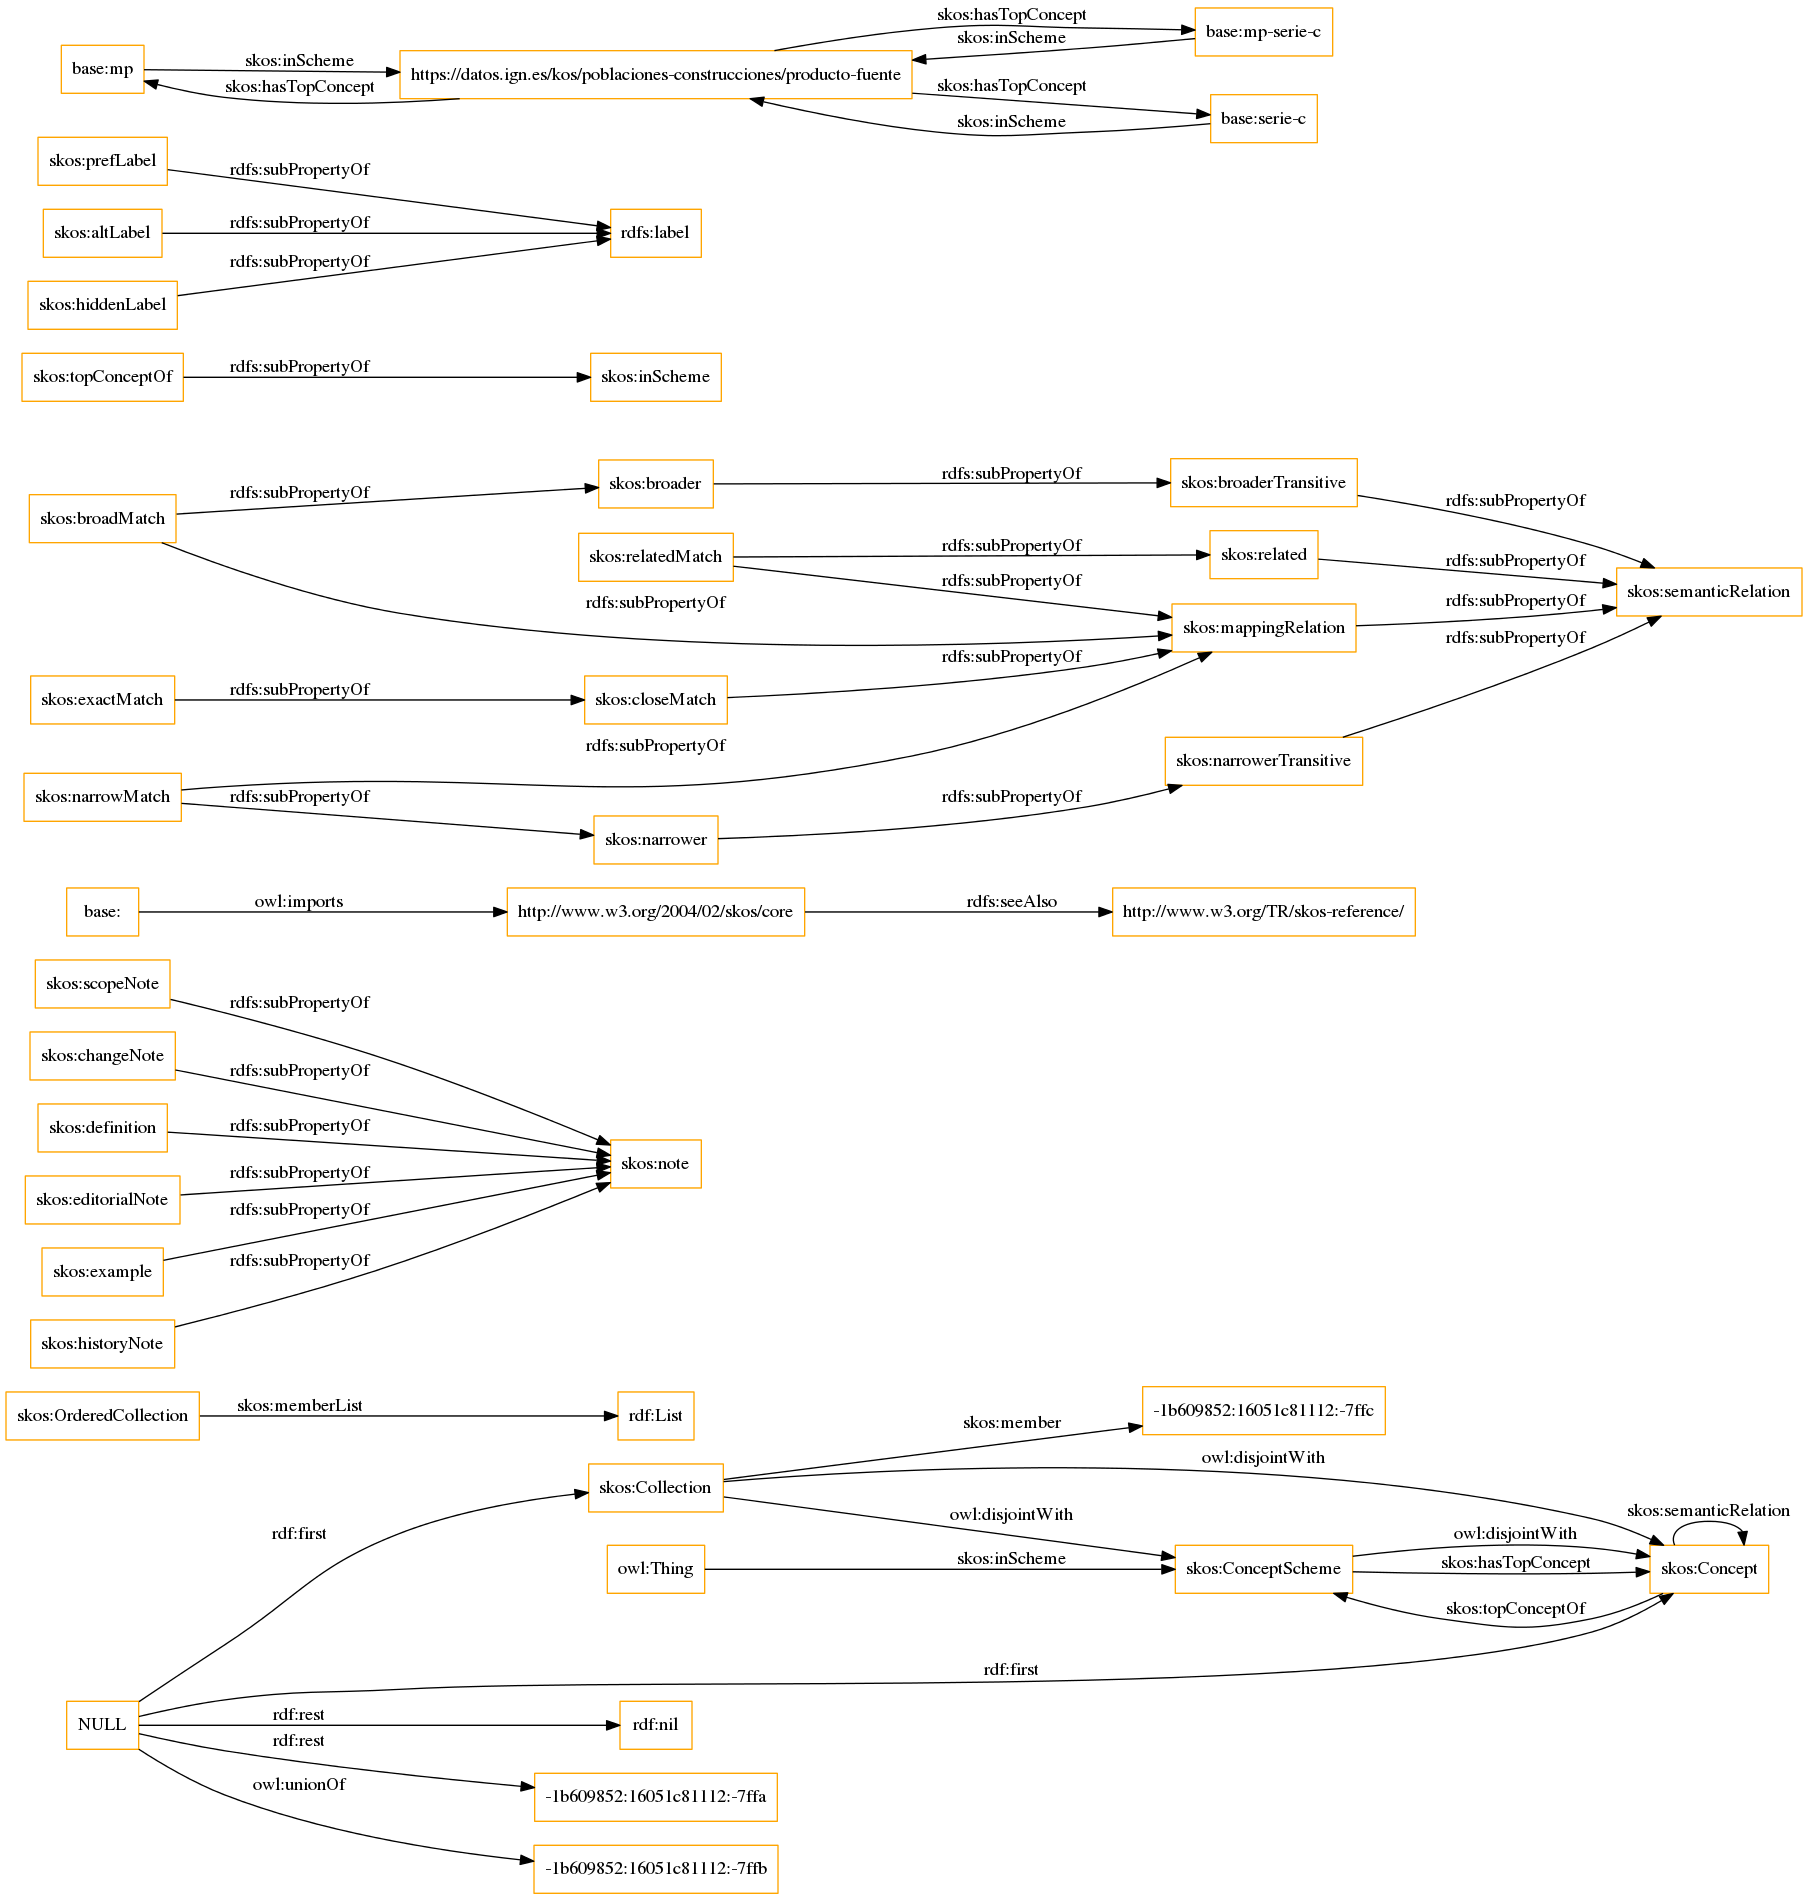 skos:hasTopConcept
base:mp-serie-c
skos:inScheme
base:mp
skos:inScheme
https://datos.ign.es/kos/poblaciones-construcciones/producto-fuente
skos:hasTopConcept
skos:hasTopConcept
base:serie-c
skos:inScheme
skos:prefLabel
rdfs:subPropertyOf
skos:altLabel
rdfs:subPropertyOf
rdfs:label
skos:hiddenLabel
rdfs:subPropertyOf
skos:topConceptOf
rdfs:subPropertyOf
skos:inScheme
skos:broadMatch
rdfs:subPropertyOf
skos:broader
rdfs:subPropertyOf
skos:broaderTransitive
rdfs:subPropertyOf
skos:relatedMatch
rdfs:subPropertyOf
skos:related
rdfs:subPropertyOf
skos:semanticRelation
rdfs:subPropertyOf
rdfs:subPropertyOf
skos:mappingRelation
rdfs:subPropertyOf
rdfs:subPropertyOf
skos:exactMatch
rdfs:subPropertyOf
skos:closeMatch
rdfs:subPropertyOf
rdfs:subPropertyOf
skos:narrowerTransitive
skos:narrowMatch
rdfs:subPropertyOf
skos:narrower
rdfs:subPropertyOf
base:
owl:imports
http://www.w3.org/2004/02/skos/core
rdfs:seeAlso
http://www.w3.org/TR/skos-reference/
skos:scopeNote
rdfs:subPropertyOf
skos:changeNote
rdfs:subPropertyOf
skos:definition
rdfs:subPropertyOf
skos:note
skos:editorialNote
rdfs:subPropertyOf
skos:example
rdfs:subPropertyOf
skos:historyNote
rdfs:subPropertyOf
skos:OrderedCollection
skos:memberList
rdf:List
-1b609852:16051c81112:-7ffc
skos:member
skos:Collection
owl:disjointWith
owl:disjointWith
skos:semanticRelation
owl:Thing
skos:inScheme
skos:ConceptScheme
owl:disjointWith
skos:hasTopConcept
skos:Concept
skos:topConceptOf
rdf:first
rdf:first
NULL
rdf:rest
rdf:nil
rdf:rest
-1b609852:16051c81112:-7ffa
owl:unionOf
-1b609852:16051c81112:-7ffb